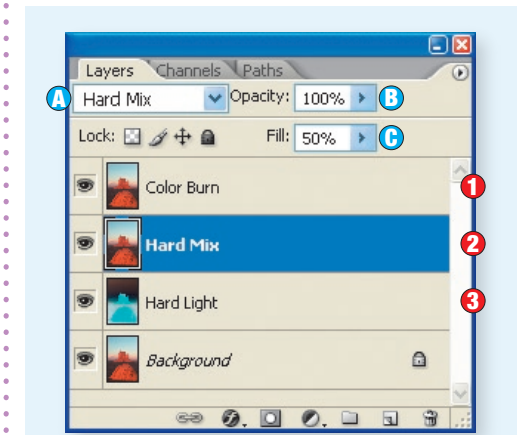 Layers Channels Paths
A Hard Mix Opacity: 100% B
Lock: Fill: 50% C
Color Burn 1
Hard Mix 2
Hard Light 3
Background